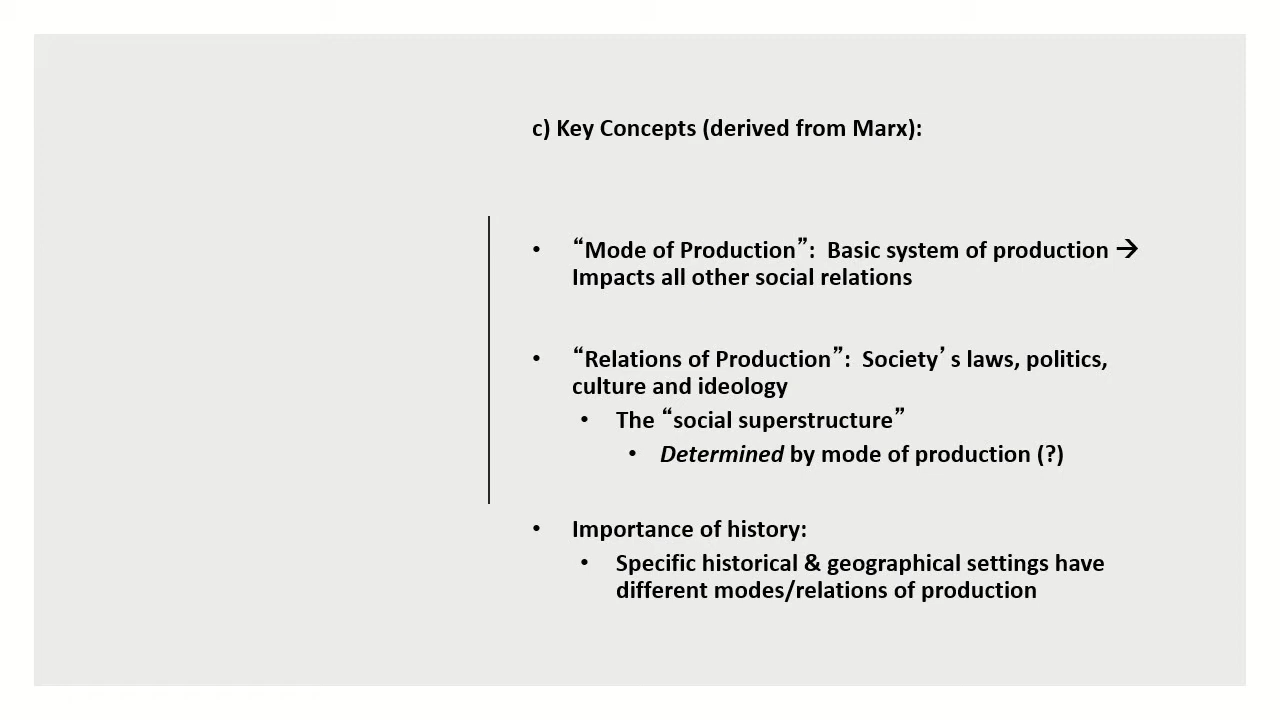 c) Key Concepts (derived from Marx):
• “Mode of Production”: Basic system of production →
Impacts all other social relations
• “Relations of Production”: Society’s laws, politics,
culture and ideology
• The “social superstructure”
• Determined by mode of production (?)
• Importance of history:
• Specific historical & geographical settings have
different modes/relations of production